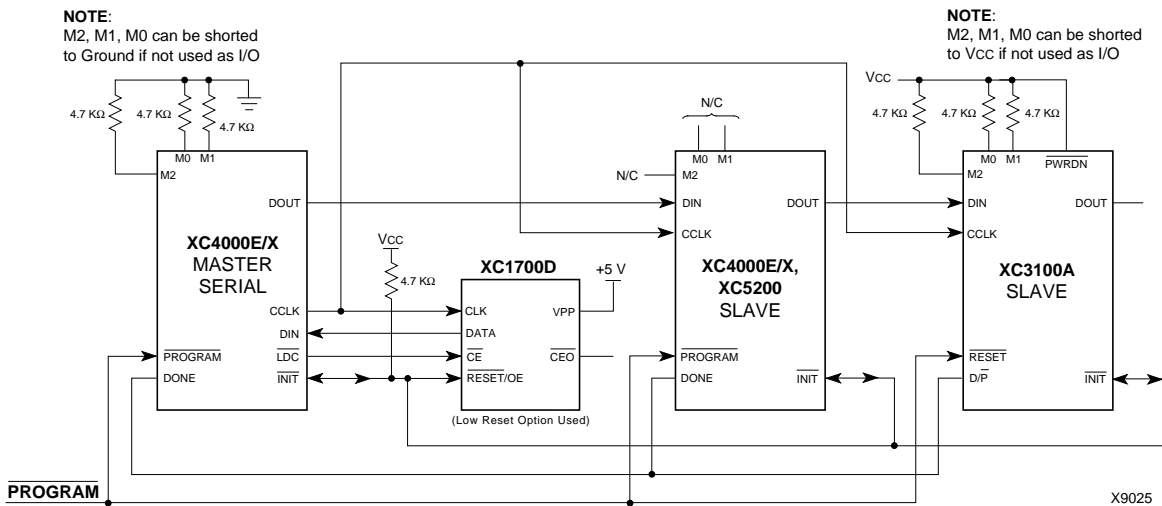 NOTE:
M2, M1, M0 can be shorted
to Ground if not used as I/O
NOTE:
M2, M1, M0 can be shorted
to VCC if not used as I/O
4.7 KΩ
4.7 KΩ
4.7 KΩ
N/C
VCC
4.7 KΩ
4.7 KΩ
4.7 KΩ
M0 M1
M2
DOUT
XC4000E/X
MASTER
SERIAL
CCLK
DIN
LDC
INIT
PROGRAM
DONE
VCC
4.7 KΩ
XC1700D
+5 V
CLK
VPP
DATA
CE
CEO
RESET/OE
(Low Reset Option Used)
M0 M1
N/C
M2
DIN
DOUT
CCLK
XC4000E/X,
XC5200
SLAVE
PROGRAM
DONE
INIT
M0 M1
PWRDN
M2
DIN
DOUT
CCLK
XC3100A
SLAVE
RESET
D/P
INIT
PROGRAM
X9025